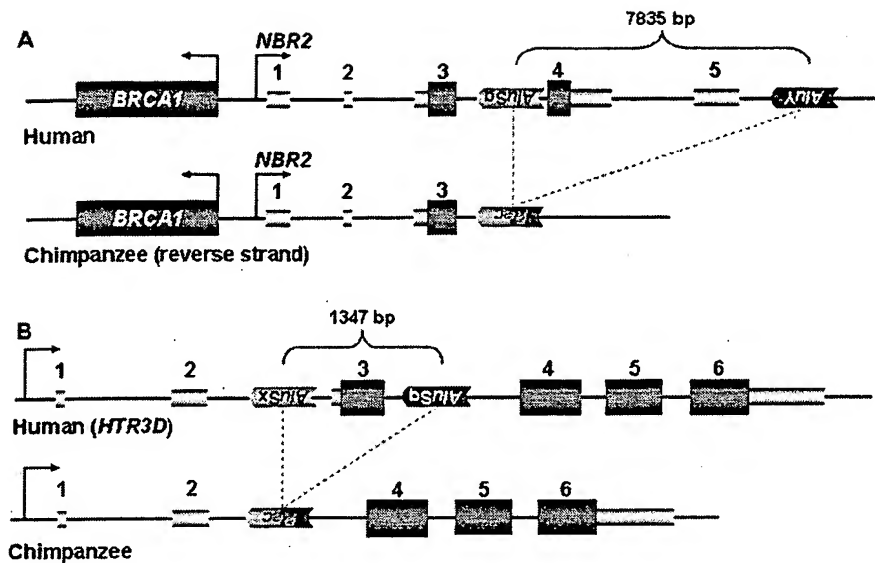 7835 bp
A
NBR2
1 2 3 4 5
BRCA1 AluSq AluY
Human
NBR2
1 2 3
BRCA1 Rec
Chimpanzee (reverse strand)
1347 bp
B
1 2 3 4 5 6
AluSx AluSq
Human (HTR3D)
1 2 4 5 6
Rec
Chimpanzee